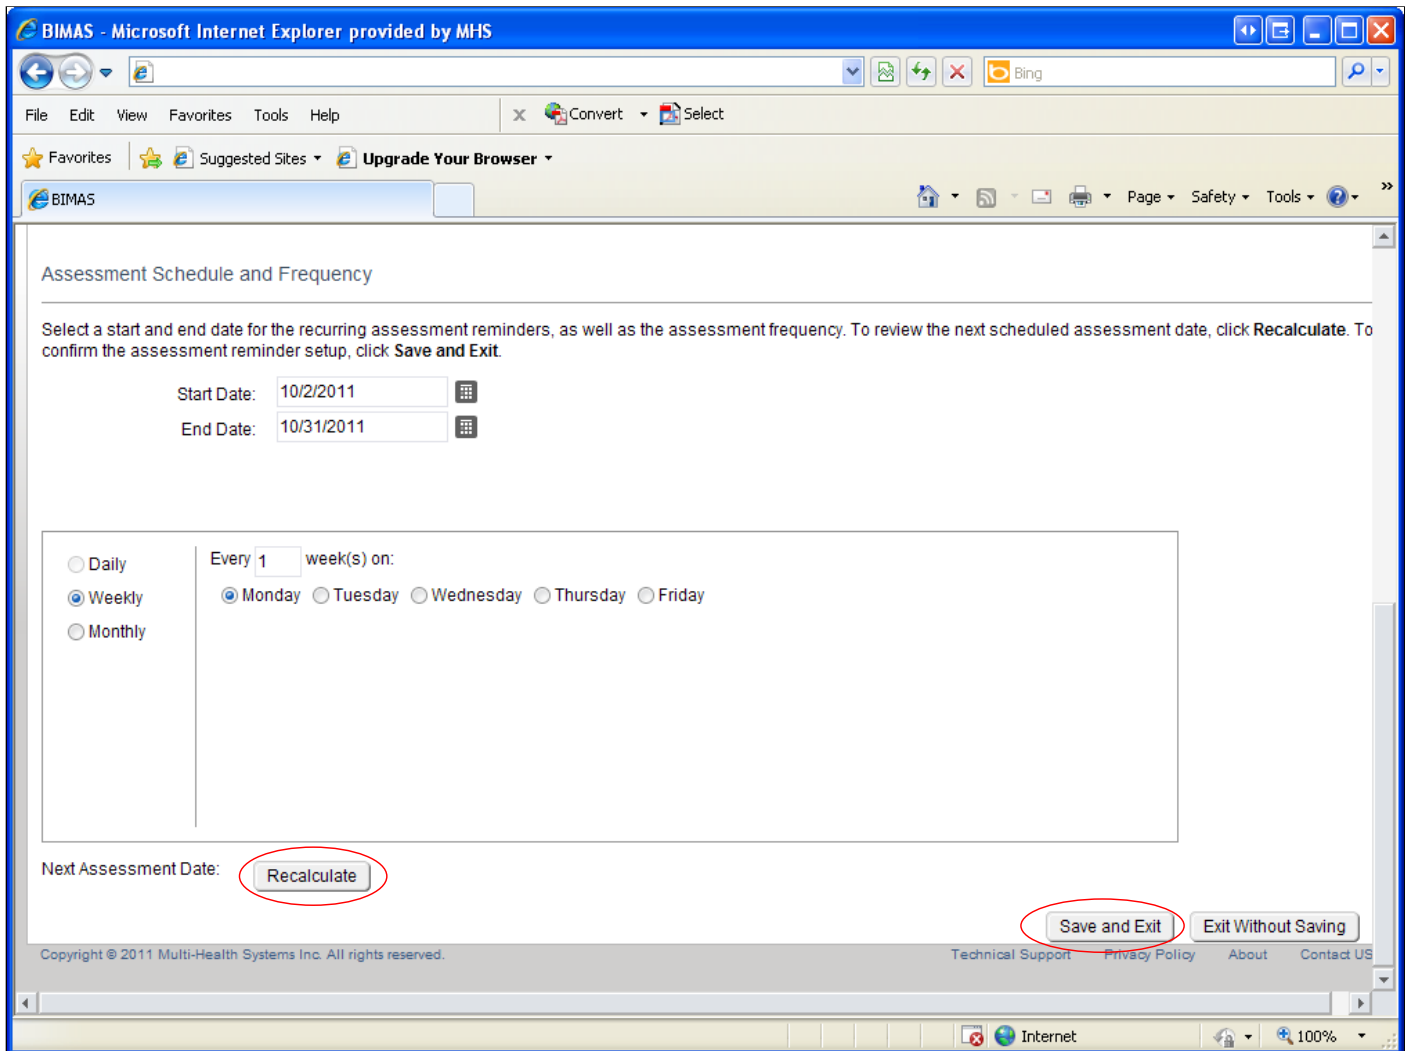 BIMAS - Microsoft Internet Explorer provided by MHS
Bing
File Edit View Favorites Tools Help x Convert Select
Favorites Suggested Sites Upgrade Your Browser
BIMAS Page Safety Tools »
Assessment Schedule and Frequency
Select a start and end date for the recurring assessment reminders, as well as the assessment frequency. To review the next scheduled assessment date, click Recalculate. To
confirm the assessment reminder setup, click Save and Exit.
Start Date: 10/2/2011
End Date: 10/31/2011
Daily Every 1 week(s) on:
Weekly Monday Tuesday Wednesday Thursday Friday
Monthly
Next Assessment Date: Recalculate
Save and Exit Exit Without Saving
Copyright © 2011 Multi-Health Systems Inc. All rights reserved. Technical Support Privacy Policy About Contact US
Internet 100%